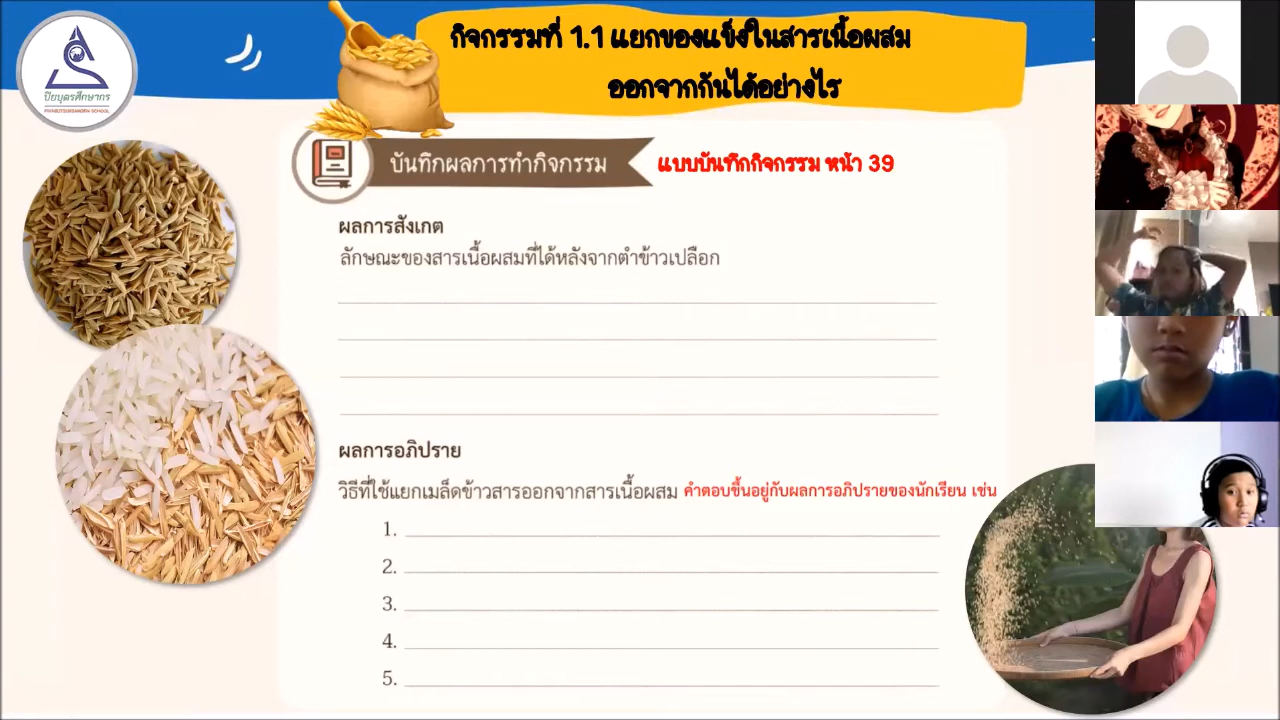 กิจกรรมที่ 1.1 แยกของแข็งในสารเนื้อผสม
ออกจากกันได้อย่างไร
ปิยบุตรศึกษากร
บันทึกผลการทำกิจกรรม
แบบบันทึกกิจกรรม หน้า 39
ผลการสังเกต
ลักษณะของสารเนื้อผสมที่ได้หลังจากตำข้าวเปลือก
ผลการอภิปราย
วิธีที่ใช้แยกเมล็ดข้าวสารออกจากสารเนื้อผสม คำตอบขึ้นอยู่กับผลการอภิปรายของนักเรียน เช่น
1.
2.
3.
4.
5.